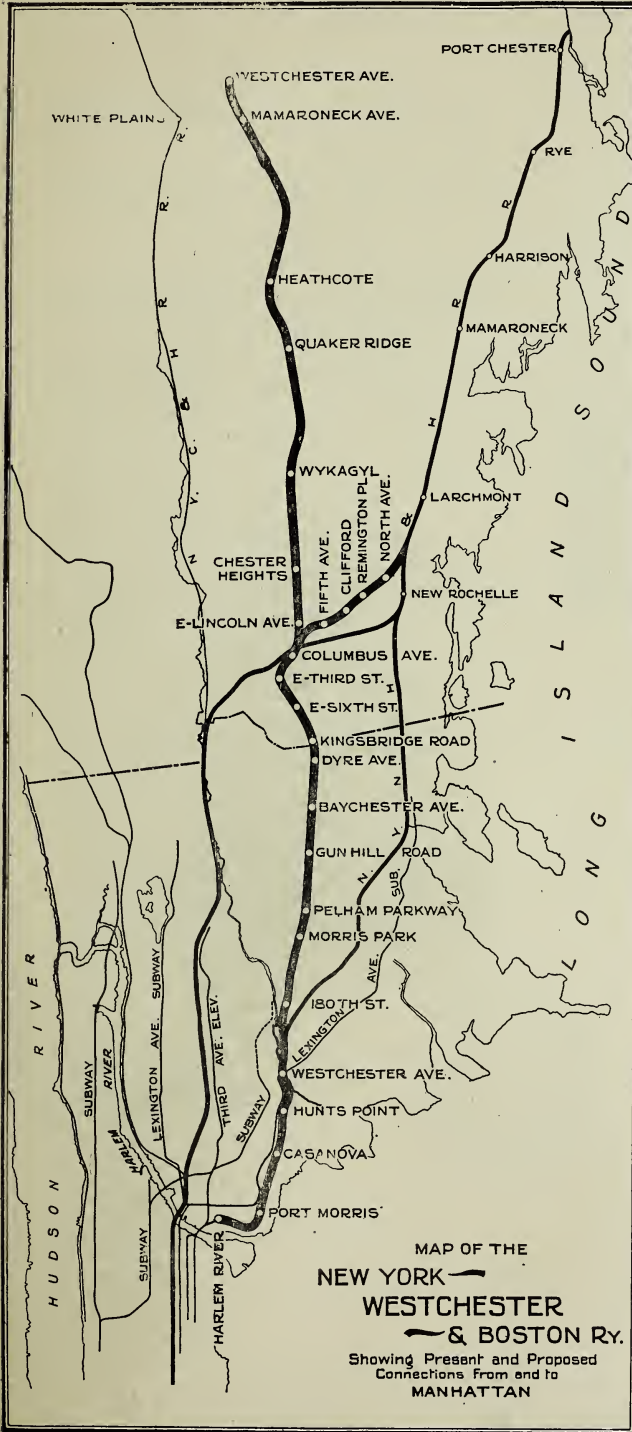 PORT CHESTER
WESTCHESTER AVE.
WHITE PLAINS
MAMARONECK AVE.
RYE
N. Y. C. & H. R. R. R.
HARRISON
HEATHCOTE
MAMARONECK
QUAKER RIDGE
WYKAGYL
LARCHMONT
NORTH AVE.
REMINGTON PL.
CLIFFORD
FIFTH AVE.
CHESTER
HEIGHTS
NEW ROCHELLE
E-LINCOLN AVE.
COLUMBUS AVE.
E-THIRD ST.
E-SIXTH ST.
KINGSBRIDGE ROAD
DYRE AVE.
N. Y. N H & H R R
BAYCHESTER AVE.
GUN HILL ROAD
PELHAM PARKWAY
MORRIS PARK
180TH ST.
LEXINGTON AVE. SUB.
WESTCHESTER AVE.
HUNTS POINT
CASANOVA
PORT MORRIS
HARLEM RIVER
LONG ISLAND SOUND
HUDSON RIVER
SUBWAY
HARLEM RIVER
LEXINGTON AVE. SUBWAY
THIRD AVE. ELEV.
SUBWAY
SUBWAY
MAP OF THE
NEW YORK
WESTCHESTER
& BOSTON RY.
Showing Present and Proposed
Connections From and to
MANHATTAN